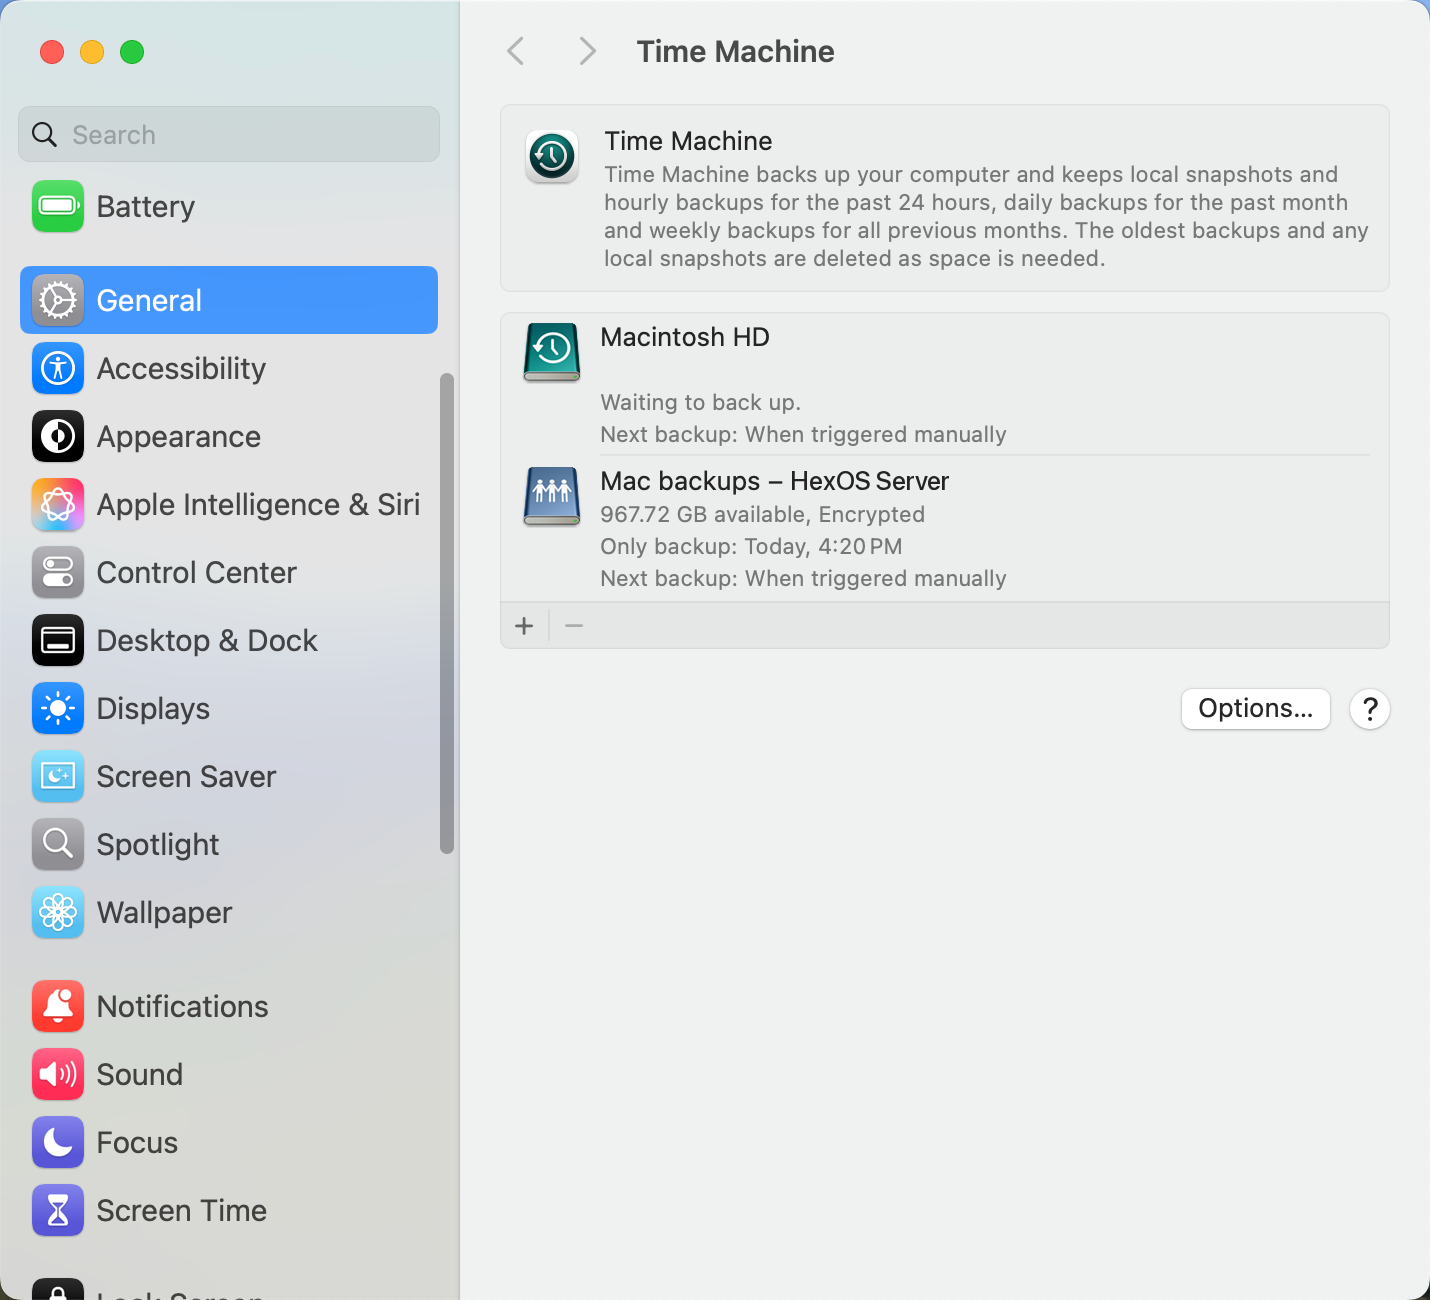 Search
Battery
General
Accessibility
Appearance
Apple Intelligence & Siri
Control Center
Desktop & Dock
Displays
Screen Saver
Spotlight
Wallpaper
Notifications
Sound
Focus
Screen Time
Lock Screen
Time Machine
Time Machine
Time Machine backs up your computer and keeps local snapshots and
hourly backups for the past 24 hours, daily backups for the past month
and weekly backups for all previous months. The oldest backups and any
local snapshots are deleted as space is needed.
Macintosh HD
Waiting to back up.
Next backup: When triggered manually
Mac backups – HexOS Server
967.72 GB available, Encrypted
Only backup: Today, 4:20 PM
Next backup: When triggered manually
+ −
Options...
?